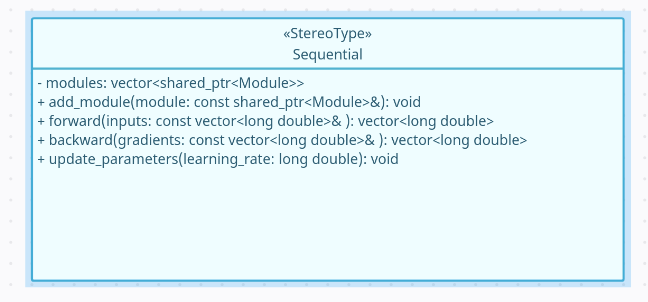 «StereoType»
Sequential
- modules: vector<shared_ptr<Module>>
+ add_module(module: const shared_ptr<Module>&): void
+ forward(inputs: const vector<long double>& ): vector<long double>
+ backward(gradients: const vector<long double>& ): vector<long double>
+ update_parameters(learning_rate: long double): void